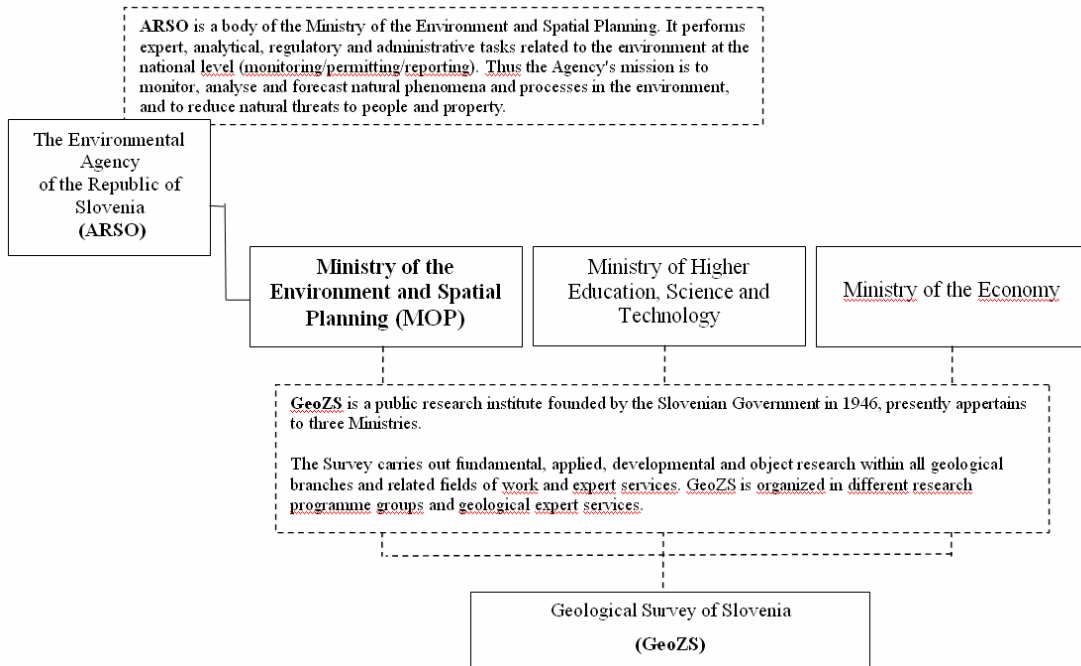 ARSO is a body of the Ministry of the Environment and Spatial Planning. It performs
expert, analytical, regulatory and administrative tasks related to the environment at the
national level (monitoring/permitting/reporting). Thus the Agency's mission is to
monitor, analyse and forecast natural phenomena and processes in the environment,
and to reduce natural threats to people and property.
The Environmental
Agency
of the Republic of
Slovenia
(ARSO)
Ministry of the
Environment and Spatial
Planning (MOP)
Ministry of Higher
Education, Science and
Technology
Ministry of the Economy
GeoZS is a public research institute founded by the Slovenian Government in 1946, presently appertains
to three Ministries.
The Survey carries out fundamental, applied, developmental and object research within all geological
branches and related fields of work and expert services. GeoZS is organized in different research
programme groups and geological expert services.
Geological Survey of Slovenia
(GeoZS)